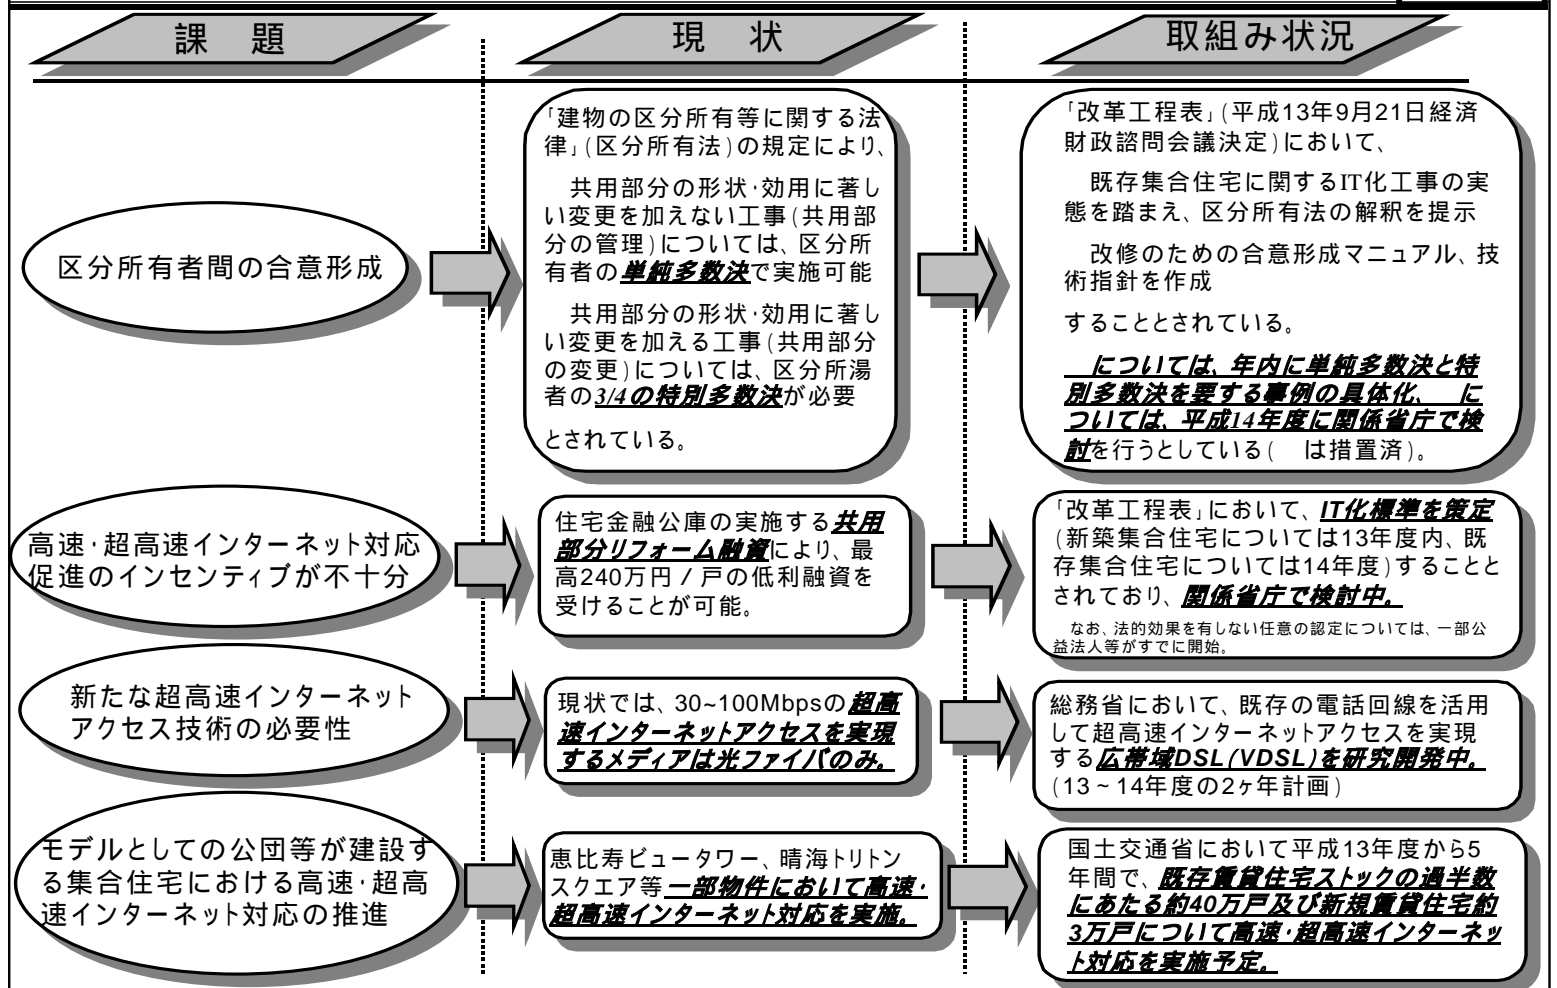 課　題
現　状
取組み状況
区分所有者間の合意形成
「建物の区分所有等に関する法
律」(区分所有法)の規定により、
共用部分の形状・効用に著し
い変更を加えない工事(共用部
分の管理)については、区分所
有者の単純多数決で実施可能
共用部分の形状・効用に著し
い変更を加える工事(共用部分
の変更)については、区分所湯
者の3/4の特別多数決が必要
とされている。
「改革工程表」(平成13年9月21日経済
財政諮問会議決定)において、
既存集合住宅に関するIT化工事の実
態を踏まえ、区分所有法の解釈を提示
改修のための合意形成マニュアル、技
術指針を作成
することとされている。
については、年内に単純多数決と特
別多数決を要する事例の具体化、　に
ついては、平成14年度に関係省庁で検
討を行うとしている(　は措置済)。
高速・超高速インターネット対応
促進のインセンティブが不十分
住宅金融公庫の実施する共用
部分リフォーム融資により、最
高240万円／戸の低利融資を
受けることが可能。
「改革工程表」において、IT化標準を策定
(新築集合住宅については13年度内、既
存集合住宅については14年度)することと
されており、関係省庁で検討中。
なお、法的効果を有しない任意の認定については、一部公
益法人等がすでに開始。
新たな超高速インターネット
アクセス技術の必要性
現状では、30~100Mbpsの超高
速インターネットアクセスを実現
するメディアは光ファイバのみ。
総務省において、既存の電話回線を活用
して超高速インターネットアクセスを実現
する広帯域DSL(VDSL)を研究開発中。
(13～14年度の2ヶ年計画)
モデルとしての公団等が建設す
る集合住宅における高速・超高
速インターネット対応の推進
恵比寿ビュータワー、晴海トリトン
スクエア等一部物件において高速・
超高速インターネット対応を実施。
国土交通省において平成13年度から5
年間で、既存賃貸住宅ストックの過半数
にあたる約40万戸及び新規賃貸住宅約
3万戸について高速・超高速インターネッ
ト対応を実施予定。